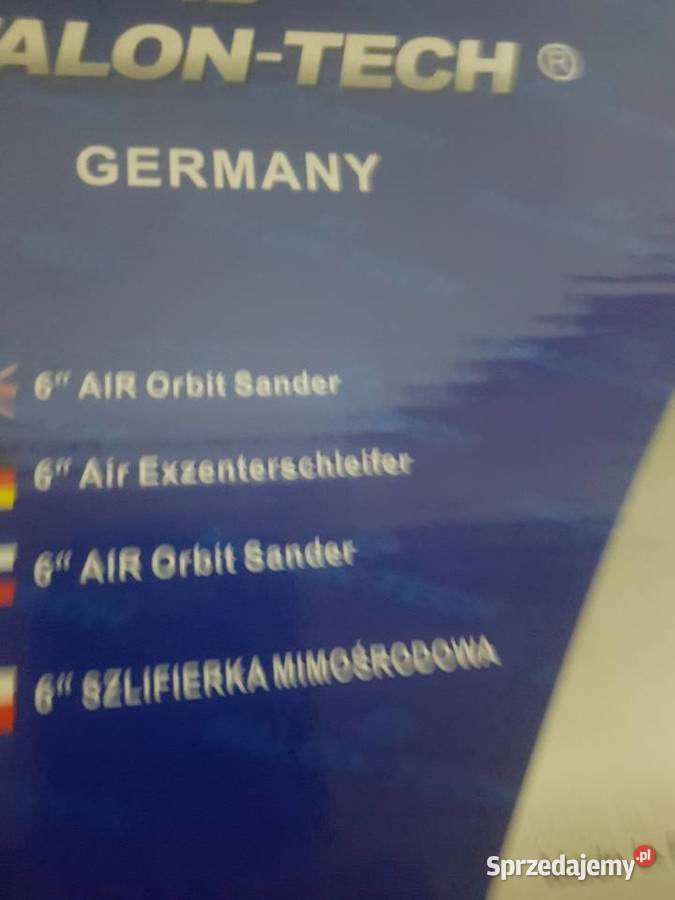 ALON-TECH ®
GERMANY
6" AIR Orbit Sander
6" Air Exzenterschleifer
6" AIR Orbit Sander
6" SZLIFIERKA MIMOŚRODOWA
Sprzedajemy.pl